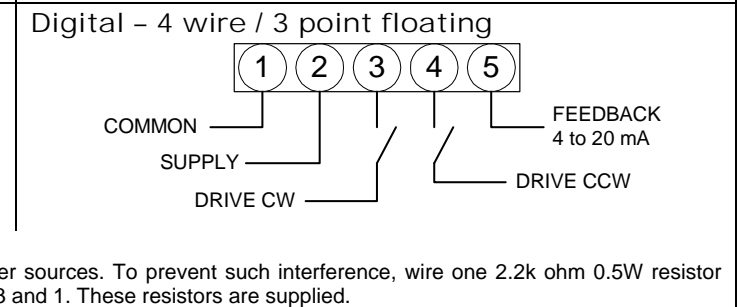 Digital – 4 wire / 3 point floating
1 2 3 4 5
COMMON
FEEDBACK
4 to 20 mA
SUPPLY
DRIVE CCW
DRIVE CW
er sources. To prevent such interference, wire one 2.2k ohm 0.5W resistor
3 and 1. These resistors are supplied.